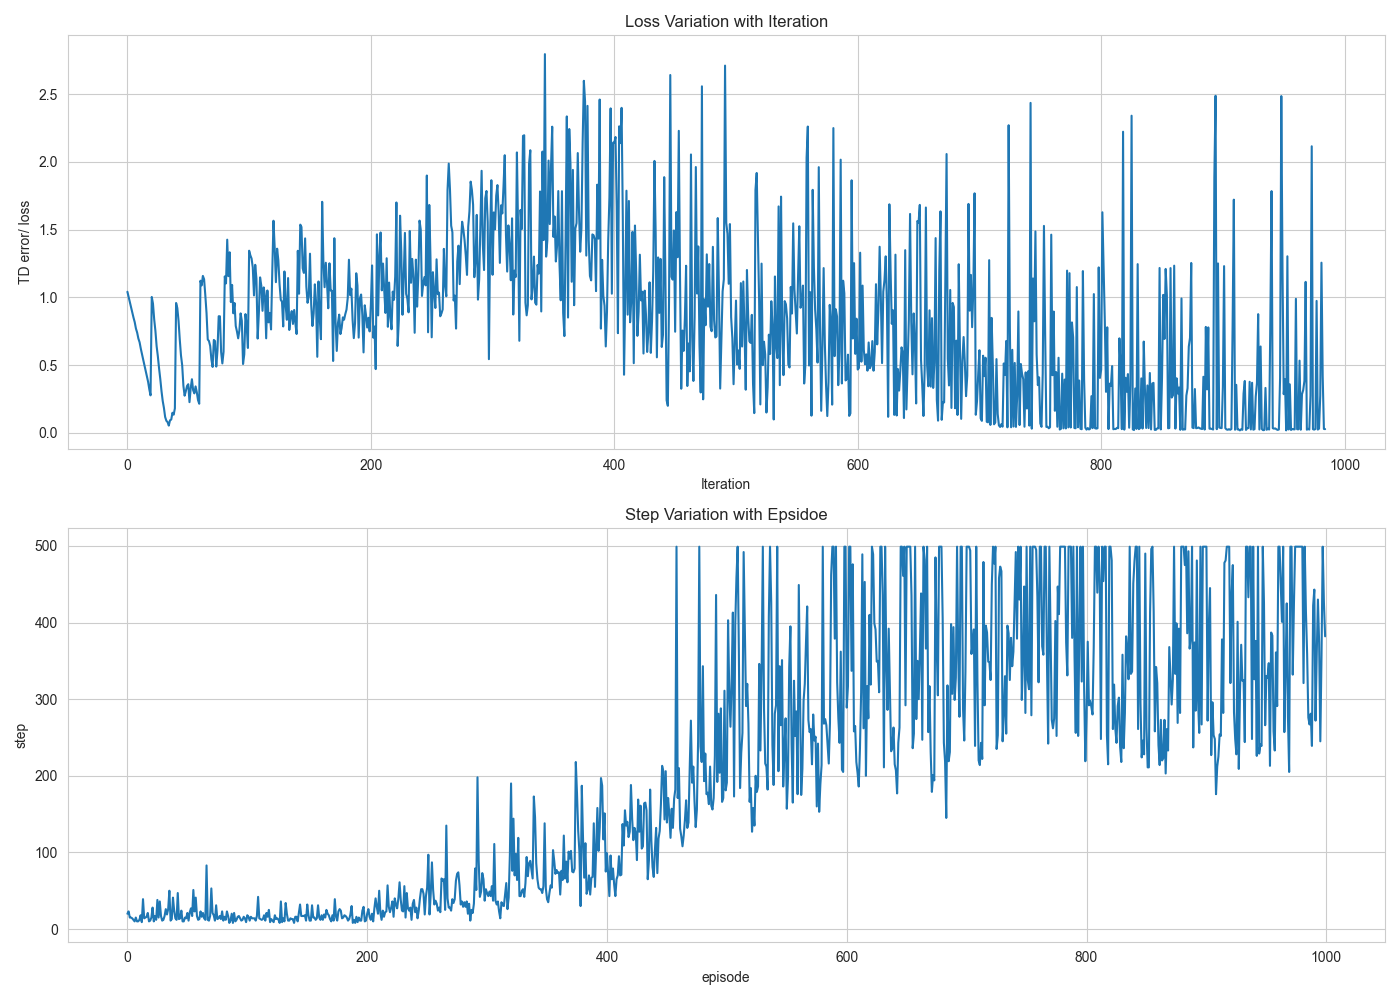 Loss Variation with Iteration
TD error/ loss
2.5
2.0
1.5
1.0
0.5
0.0
0 200 400 600 800 1000
Iteration
Step Variation with Epsidoe
step
500
400
300
200
100
0
0 200 400 600 800 1000
episode